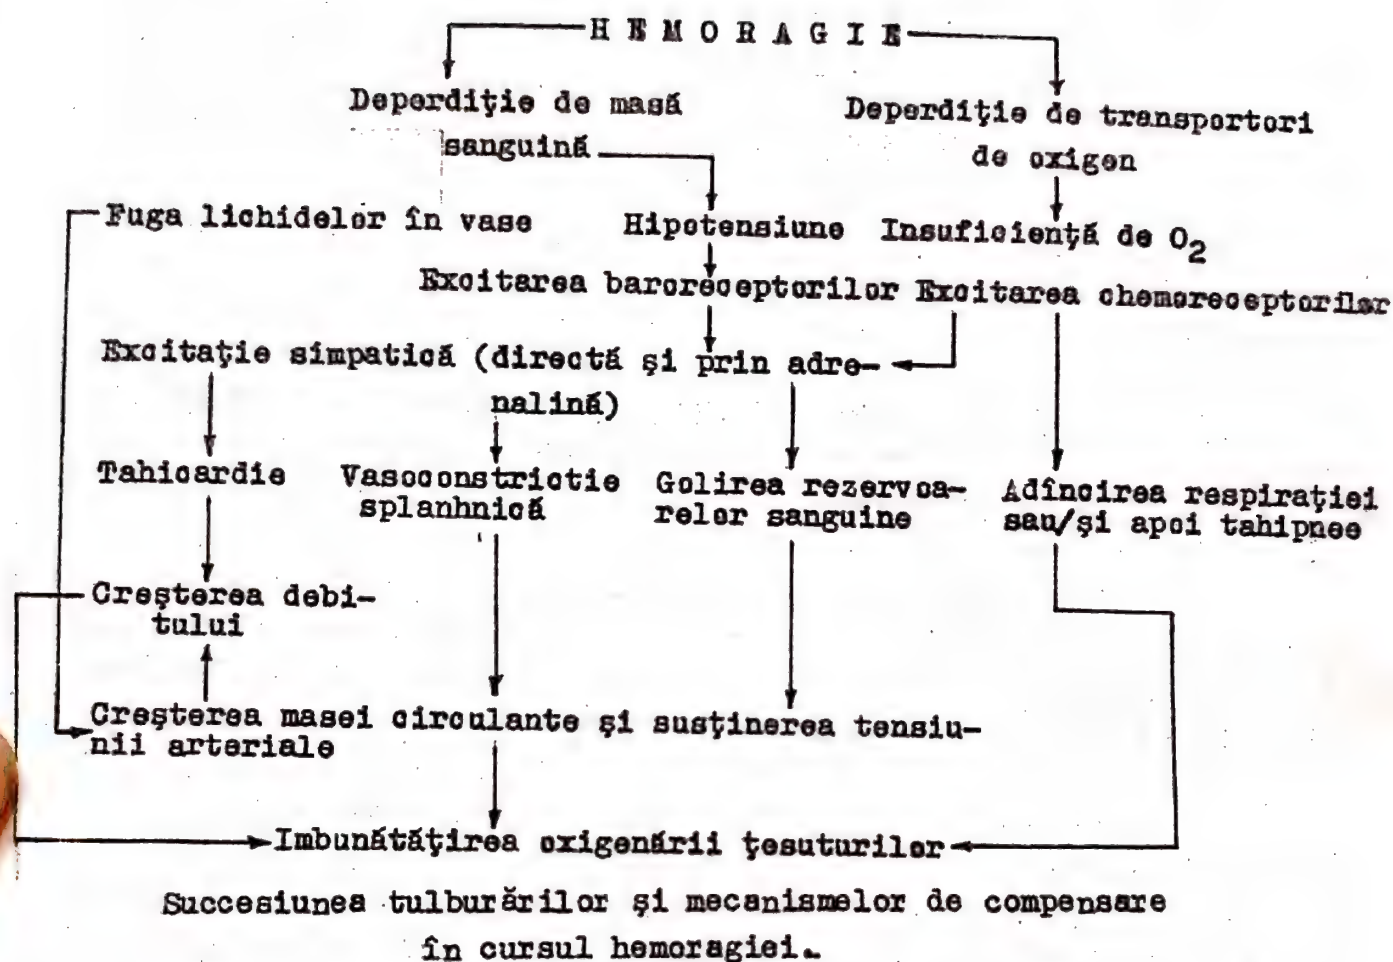 HEMORAGIE
Deperdiţie de masă
sanguină
Deperdiţie de transportori
de oxigen
Fuga lichidelor în vase
Hipotensiune
Insuficienţă de O2
Excitarea baroreceptorilor
Excitarea chemoreceptorilor
Excitaţie simpatică (directă şi prin adre-
nalină)
Tahicardie
Vasoconstrictie
splanhnică
Golirea rezervoa-
relor sanguine
Adîncirea respiraţiei
sau/şi apoi tahipnee
Creşterea debi-
tului
Creşterea masei circulante şi susţinerea tensiu-
nii arteriale
Imbunătăţirea oxigenării ţesuturilor
Succesiunea tulburărilor şi mecanismelor de compensare
în cursul hemoragiei.